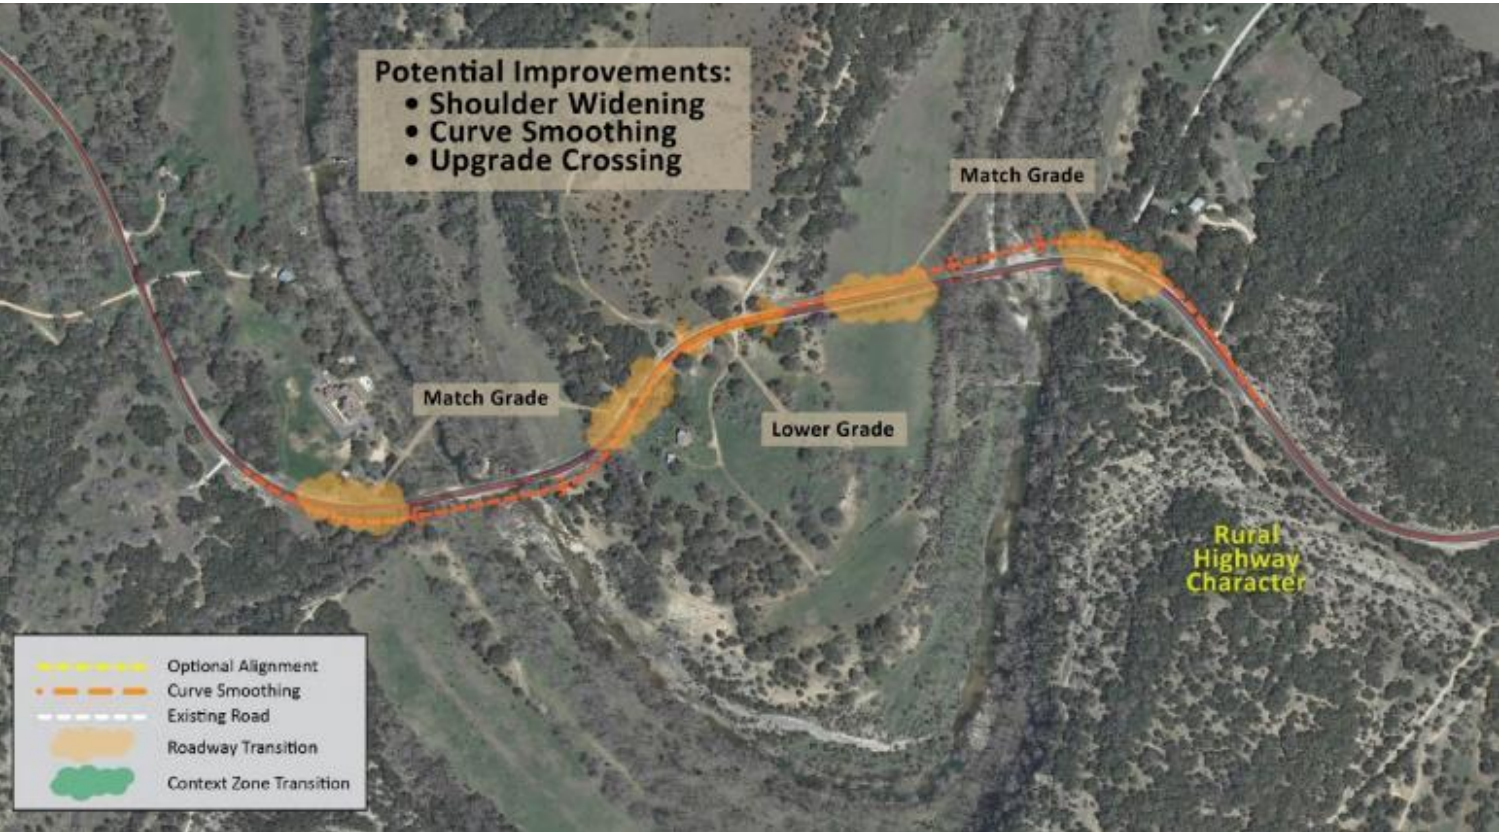 Potential Improvements:
• Shoulder Widening
• Curve Smoothing
• Upgrade Crossing
Match Grade
Match Grade
Lower Grade
Rural
Highway
Character
Optional Alignment
Curve Smoothing
Existing Road
Roadway Transition
Context Zone Transition